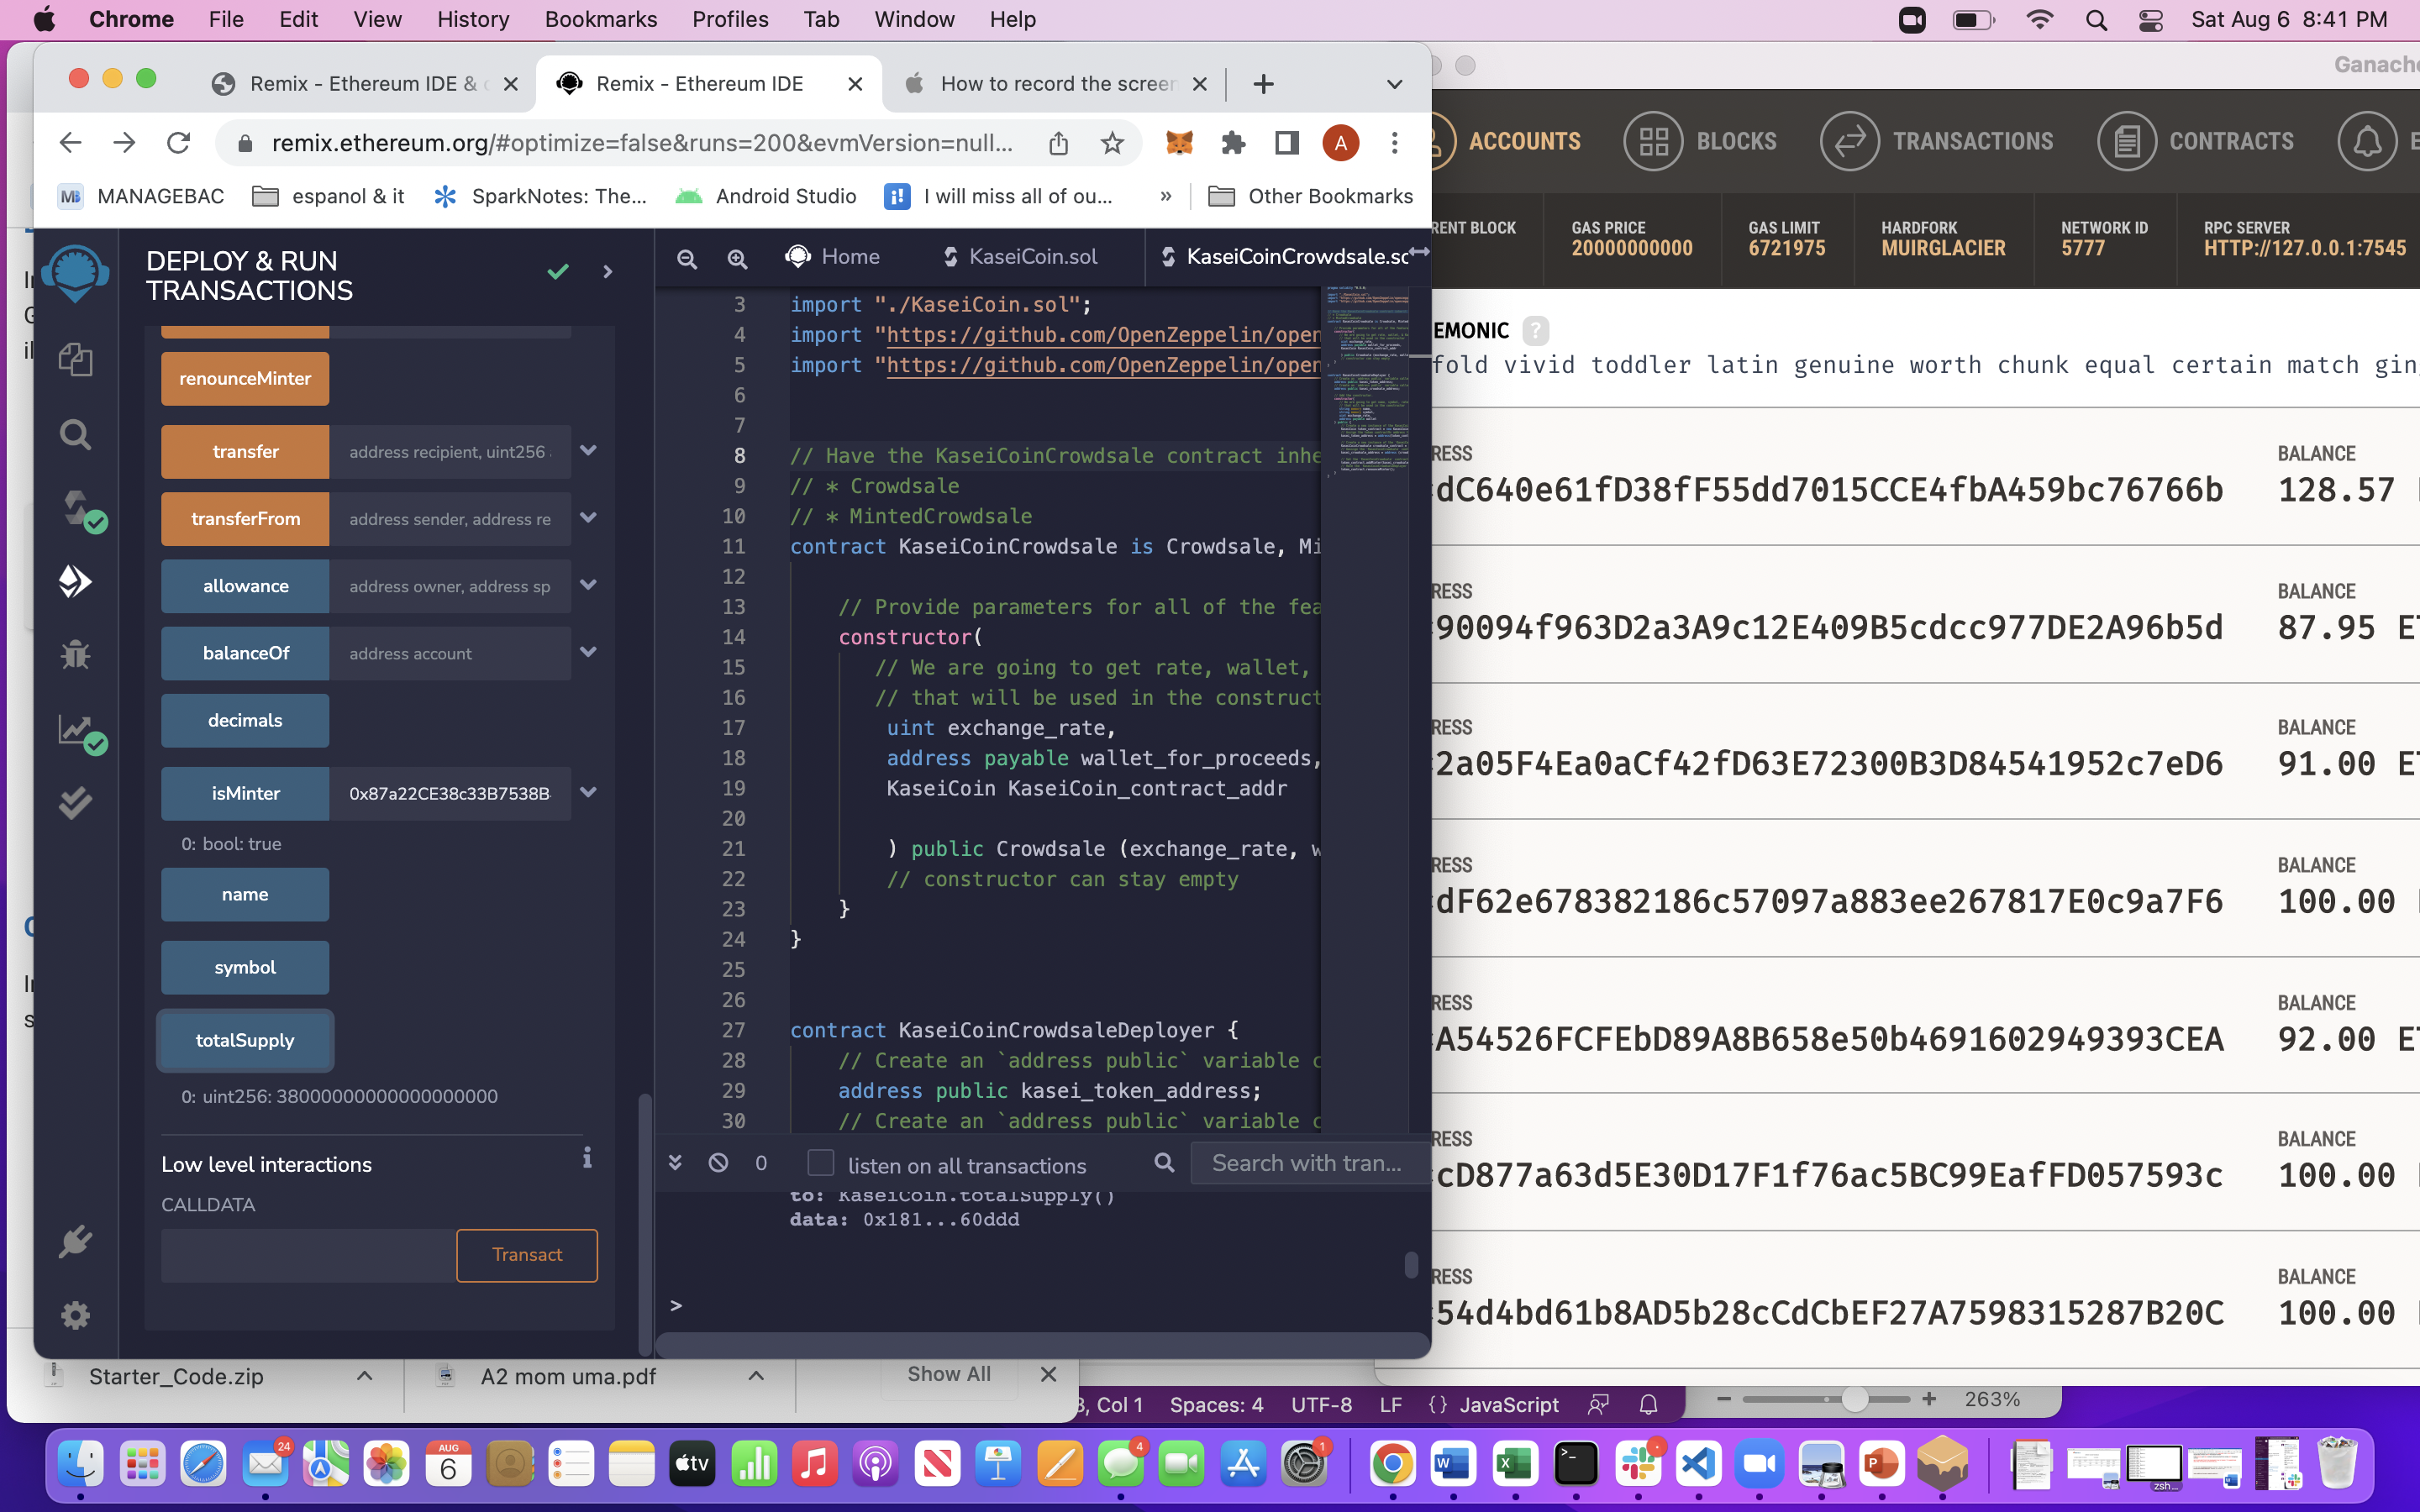 Chrome File Edit View History Bookmarks Profiles Tab Window Help Sat Aug 6 8:41 PM
Remix - Ethereum IDE & Remix - Ethereum IDE How to record the screen
Ganache
remix.ethereum.org/#optimize=false&runs=200&evmVersion=null...
A
MANAGEBAC espanol & it SparkNotes: The... Android Studio I will miss all of ou... » Other Bookmarks
DEPLOY & RUN
TRANSACTIONS
renounceMinter
transfer address recipient, uint256
transferFrom address sender, address re
allowance address owner, address sp
balanceOf address account
decimals
isMinter 0x87a22CE38c33B7538B
0: bool: true
name
symbol
totalSupply
0: uint256: 38000000000000000000
Low level interactions
CALLDATA
Transact
Home KaseiCoin.sol KaseiCoinCrowdsale.so
3 import "./KaseiCoin.sol";
4 import "https://github.com/OpenZeppelin/open
5 import "https://github.com/OpenZeppelin/open
6
7
8 // Have the KaseiCoinCrowdsale contract inhe
9 // * Crowdsale
10 // * MintedCrowdsale
11 contract KaseiCoinCrowdsale is Crowdsale, Mi
12
13 // Provide parameters for all of the fea
14 constructor(
15 // We are going to get rate, wallet,
16 // that will be used in the construct
17 uint exchange_rate,
18 address payable wallet_for_proceeds,
19 KaseiCoin KaseiCoin_contract_addr
20
21 ) public Crowdsale (exchange_rate, w
22 // constructor can stay empty
23 }
24 }
25
26
27 contract KaseiCoinCrowdsaleDeployer {
28 // Create an `address public` variable c
29 address public kasei_token_address;
30 // Create an `address public` variable c
0 listen on all transactions Search with tran...
to: KaseiCoin.totalSupply()
data: 0x181...60ddd
>
ACCOUNTS BLOCKS TRANSACTIONS CONTRACTS E
RENT BLOCK GAS PRICE GAS LIMIT HARDFORK NETWORK ID RPC SERVER
20000000000 6721975 MUIRGLACIER 5777 HTTP://127.0.0.1:7545
EMONIC ?
fold vivid toddler latin genuine worth chunk equal certain match gin
RESS BALANCE
dC640e61fD38fF55dd7015CCE4fbA459bc76766b 128.57
RESS BALANCE
90094f963D2a3A9c12E409B5cdcc977DE2A96b5d 87.95 ET
RESS BALANCE
2a05F4Ea0aCf42fD63E72300B3D84541952c7eD6 91.00 ET
RESS BALANCE
dF62e678382186c57097a883ee267817E0c9a7F6 100.00
RESS BALANCE
A54526FCFEbD89A8B658e50b4691602949393CEA 92.00 ET
RESS BALANCE
cD877a63d5E30D17F1f76ac5BC99EafFD057593c 100.00
RESS BALANCE
54d4bd61b8AD5b28cCdCbEF27A7598315287B20C 100.00
Starter_Code.zip A2 mom uma.pdf Show All
3, Col 1 Spaces: 4 UTF-8 LF {} JavaScript
263%
24 AUG 6 tv 4 1